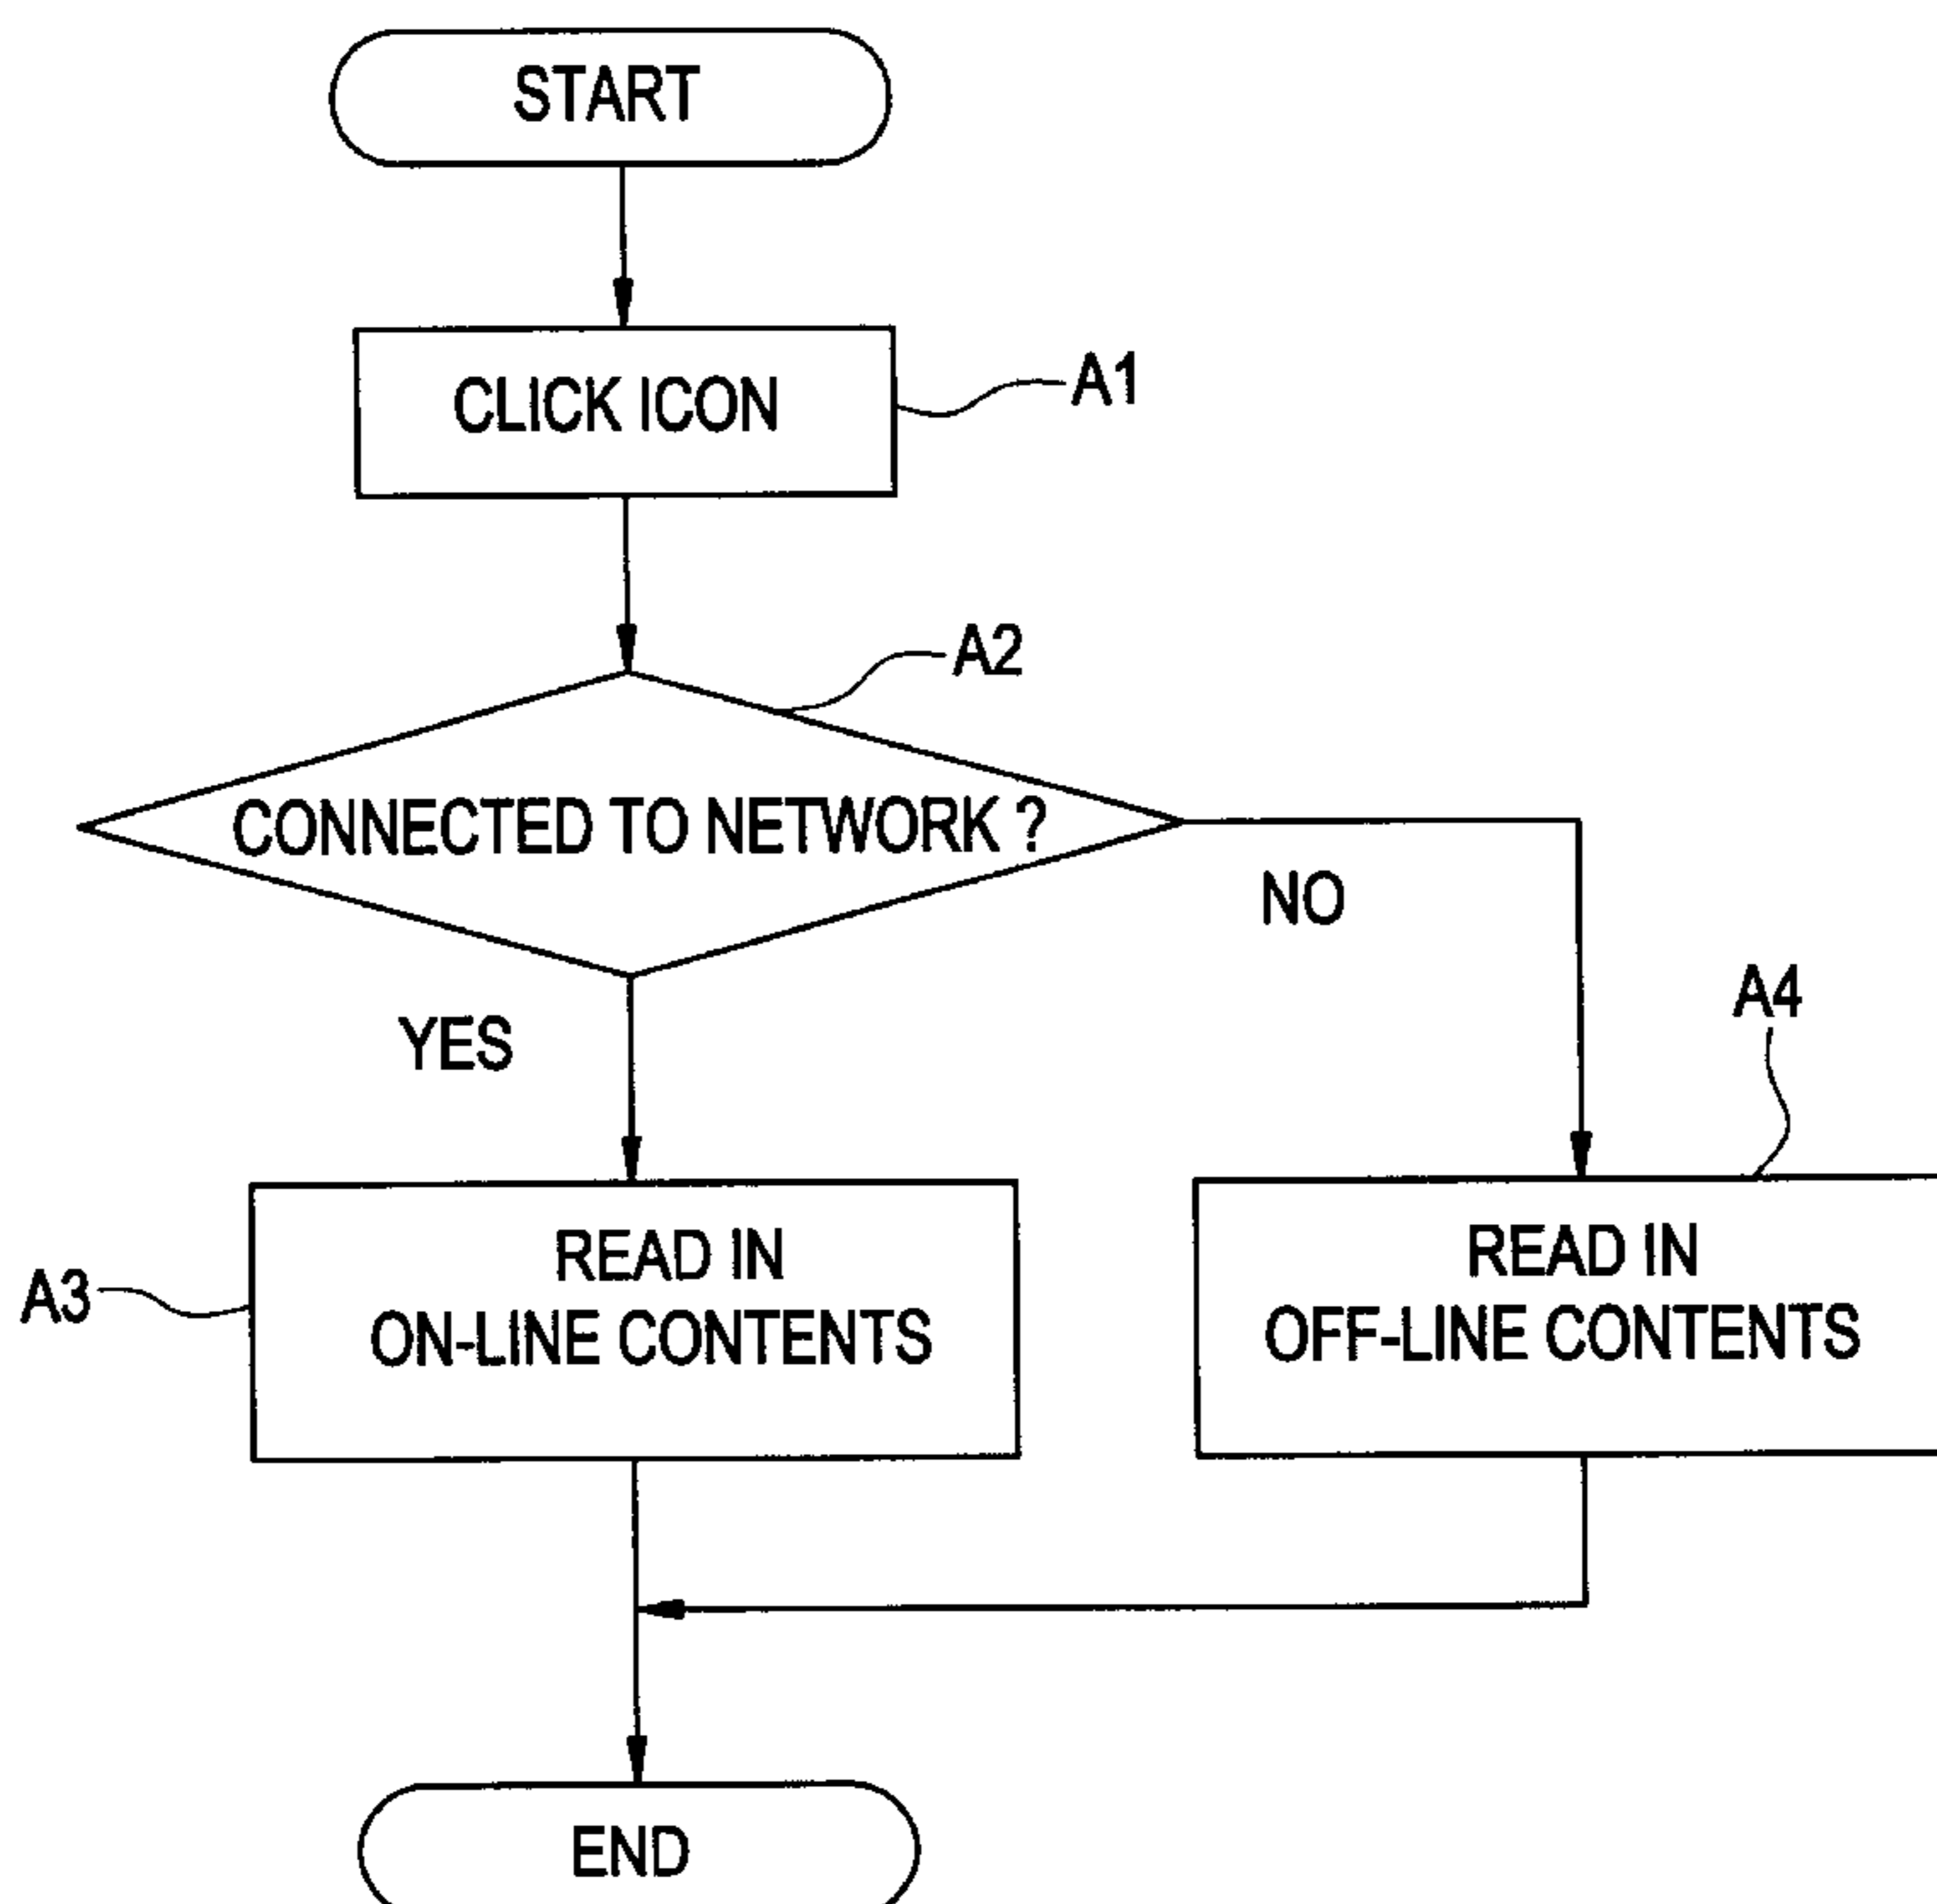 START
CLICK ICON
A1
A2
CONNECTED TO NETWORK ?
NO
YES
A4
READ IN
ON-LINE CONTENTS
A3
READ IN
OFF-LINE CONTENTS
END